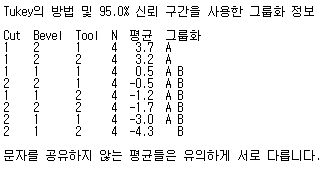 Tukey의 방법 및 95.0% 신뢰 구간을 사용한 그룹화 정보
Cut Bevel Tool N 평균 그룹화
1 2 1 4 3.7 A
1 2 2 4 3.2 A
1 1 1 4 0.5 A B
2 2 1 4 -0.5 A B
1 1 2 4 -1.2 A B
2 2 2 4 -1.7 A B
2 1 1 4 -3.0 A B
2 1 2 4 -4.3 B
문자를 공유하지 않는 평균들은 유의하게 서로 다릅니다.